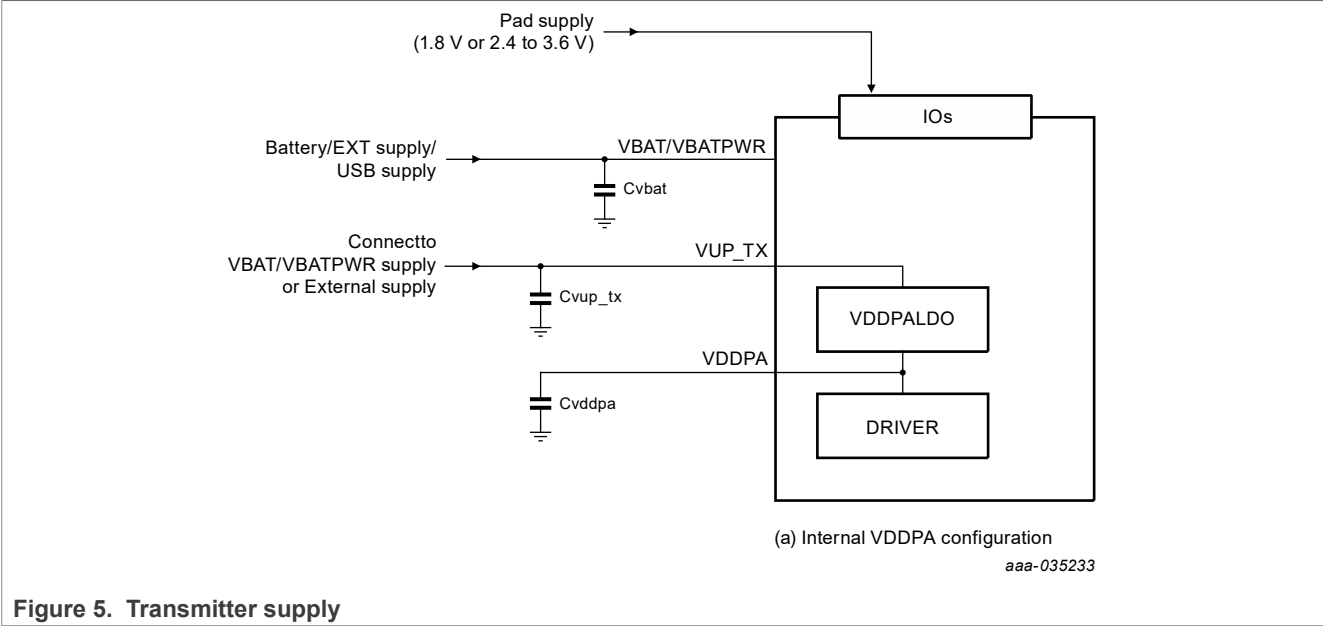 Pad supply
(1.8 V or 2.4 to 3.6 V)
IOs
Battery/EXT supply/
USB supply
VBAT/VBATPWR
Cvbat
Connectto
VBAT/VBATPWR supply
or External supply
VUP_TX
Cvup_tx
VDDPALDO
VDDPA
Cvddpa
DRIVER
(a) Internal VDDPA configuration
aaa-035233
Figure 5. Transmitter supply